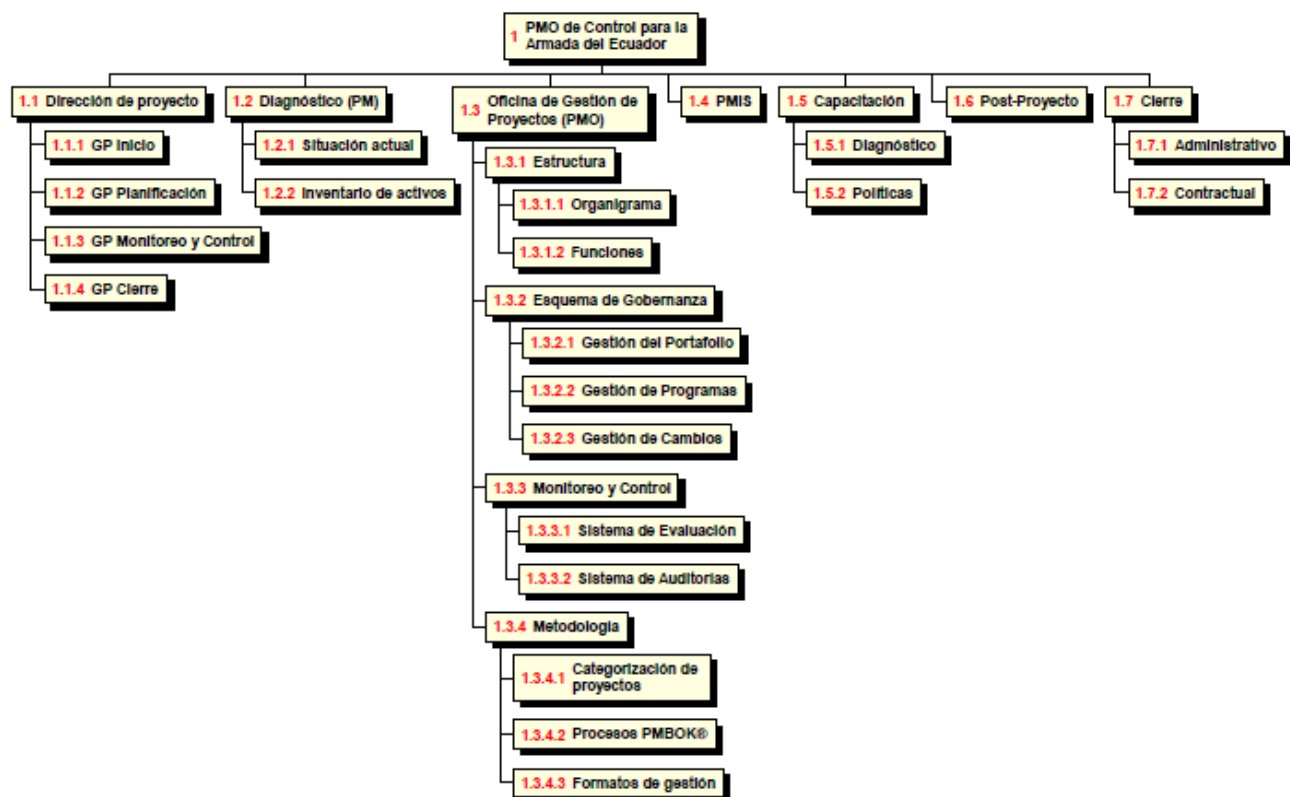 1 PMO de Control para la
Armada del Ecuador
1.1 Dirección de proyecto
1.1.1 GP Inicio
1.1.2 GP Planificación
1.1.3 GP Monitoreo y Control
1.1.4 GP Cierre
1.2 Diagnóstico (PM)
1.2.1 Situación actual
1.2.2 Inventario de activos
1.3 Oficina de Gestión de
Proyectos (PMO)
1.3.1 Estructura
1.3.1.1 Organigrama
1.3.1.2 Funciones
1.3.2 Esquema de Gobernanza
1.3.2.1 Gestión del Portafolio
1.3.2.2 Gestión de Programas
1.3.2.3 Gestión de Cambios
1.3.3 Monitoreo y Control
1.3.3.1 Sistema de Evaluación
1.3.3.2 Sistema de Auditorias
1.3.4 Metodología
1.3.4.1 Categorización de
proyectos
1.3.4.2 Procesos PMBOK®
1.3.4.3 Formatos de gestión
1.4 PMIS
1.5 Capacitación
1.5.1 Diagnóstico
1.5.2 Políticas
1.6 Post-Proyecto
1.7 Cierre
1.7.1 Administrativo
1.7.2 Contractual